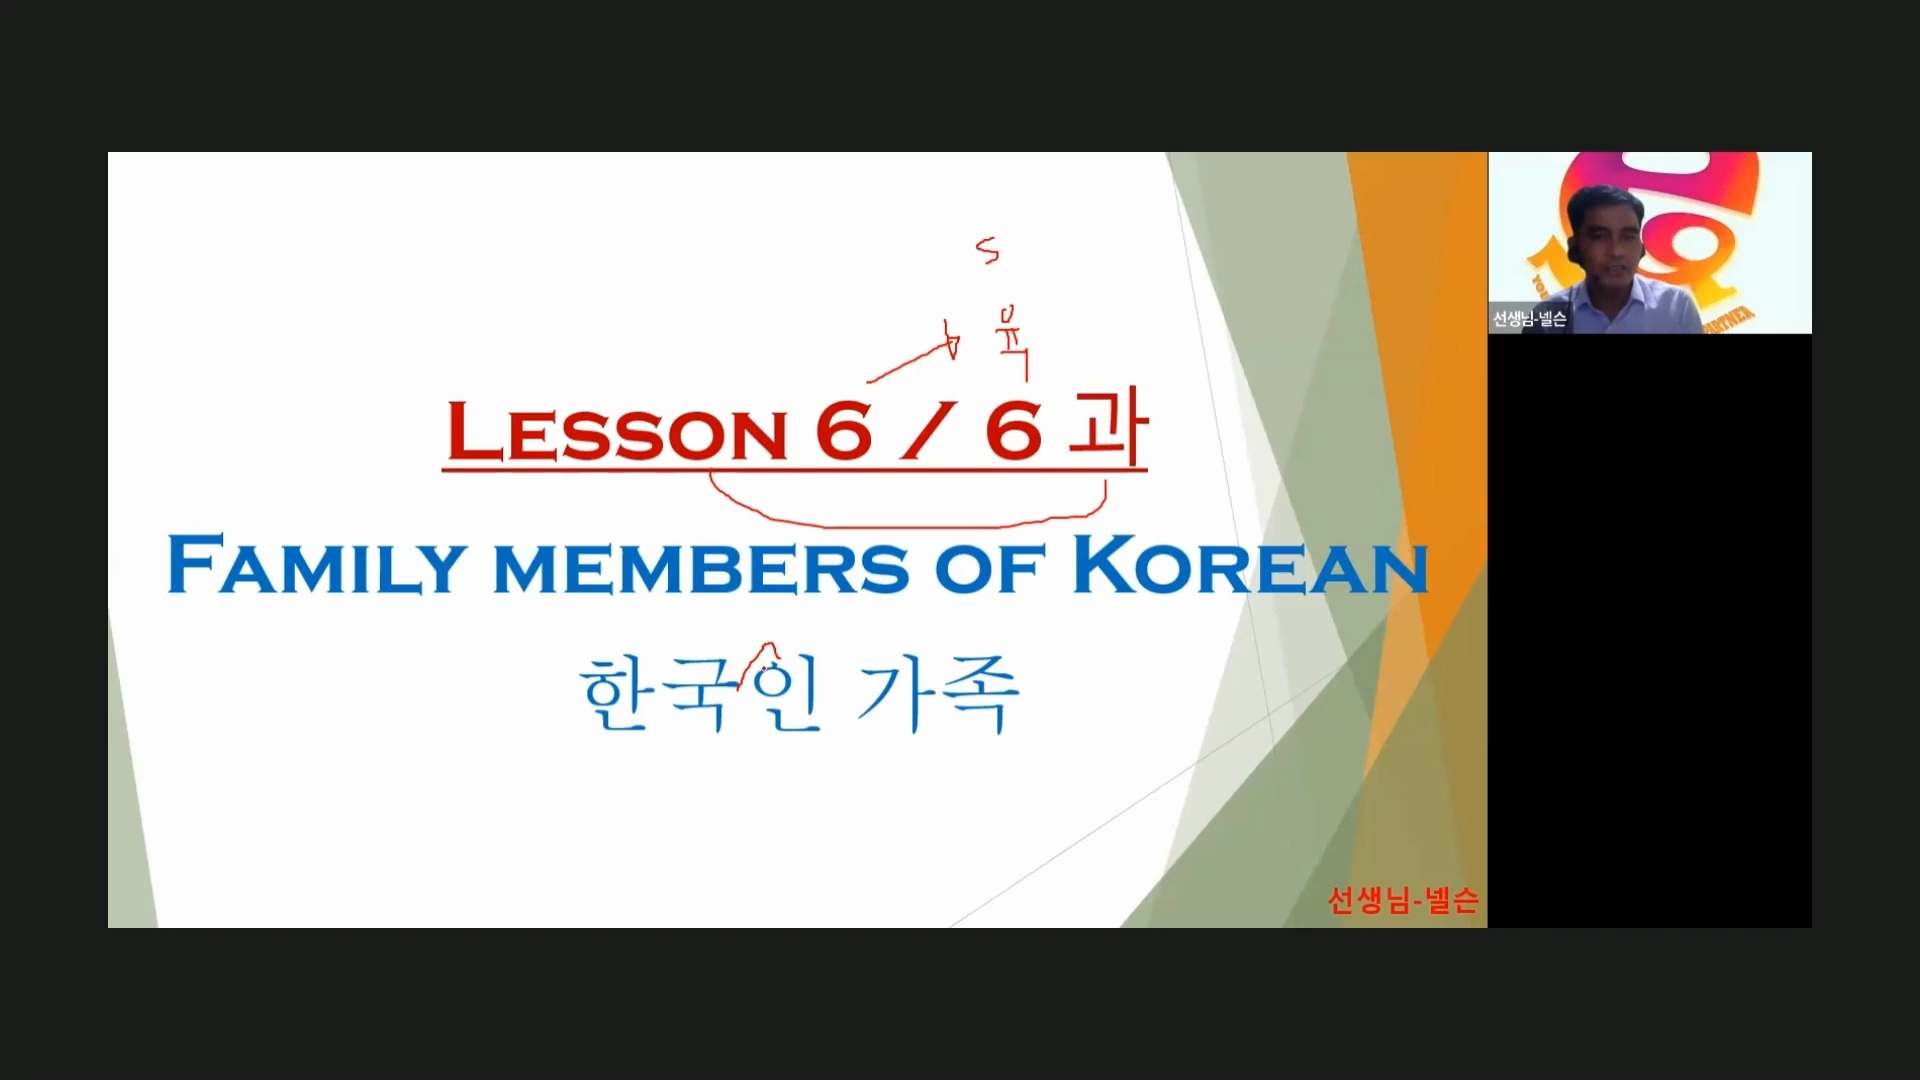 S
육
LESSON 6 / 6 과
FAMILY MEMBERS OF KOREAN
한국인 가족
선생님-넬슨
선생님-넬슨